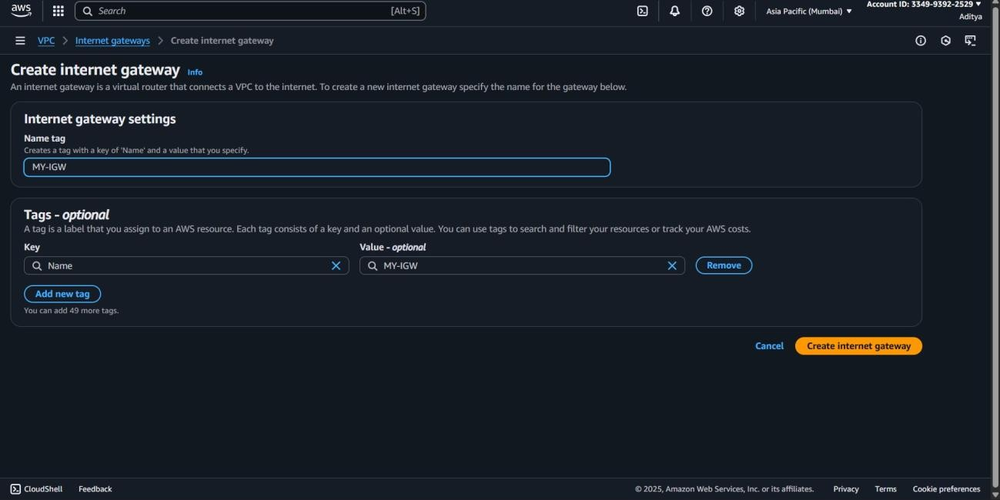 aws
Search [Alt+S]
Asia Pacific (Mumbai)
Account ID: 3349-9392-2529
Aditya
VPC > Internet gateways > Create internet gateway
Create internet gateway Info
An internet gateway is a virtual router that connects a VPC to the internet. To create a new internet gateway specify the name for the gateway below.
Internet gateway settings
Name tag
Creates a tag with a key of 'Name' and a value that you specify.
MY-IGW
Tags - optional
A tag is a label that you assign to an AWS resource. Each tag consists of a key and an optional value. You can use tags to search and filter your resources or track your AWS costs.
Key Value - optional
Name MY-IGW Remove
Add new tag
You can add 49 more tags.
Cancel Create internet gateway
CloudShell Feedback © 2025, Amazon Web Services, Inc. or its affiliates. Privacy Terms Cookie preferences